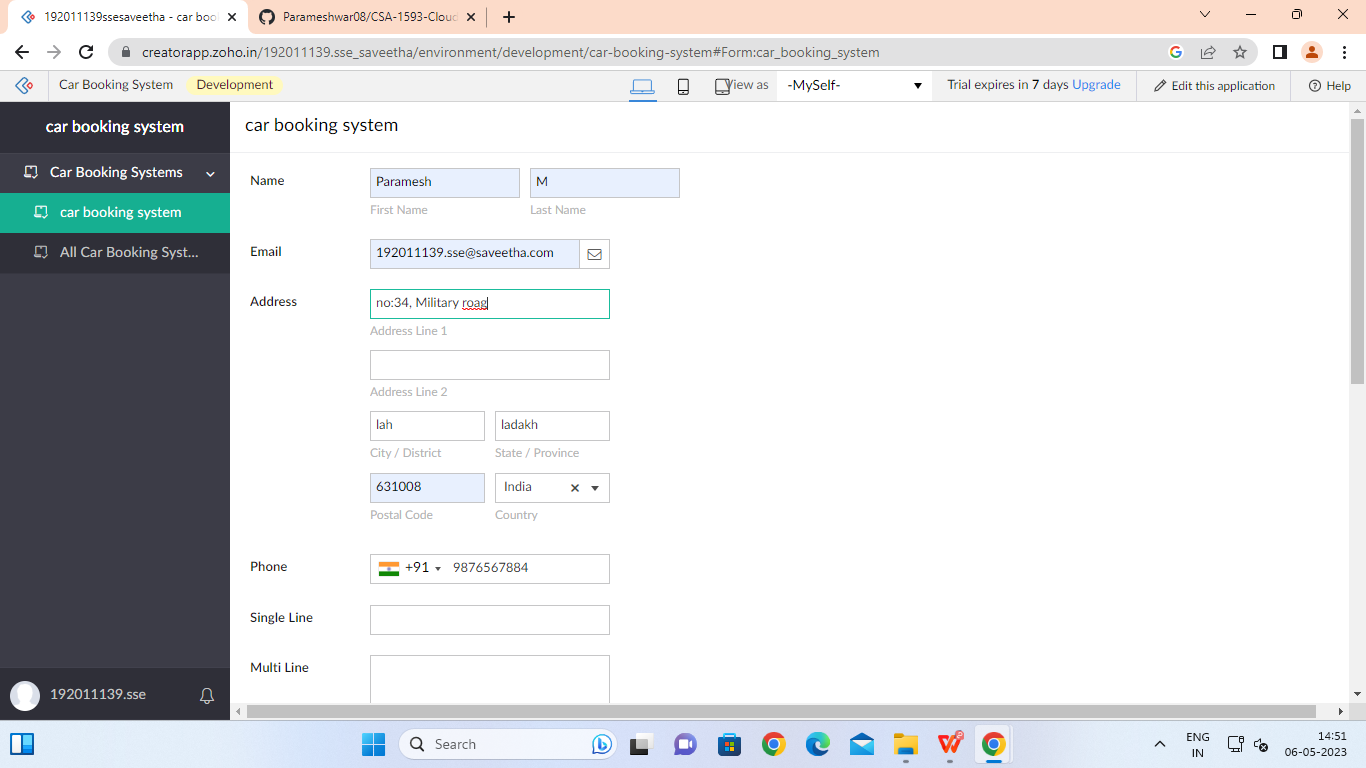 192011139ssesaveetha - car boo
Parameshwar08/CSA-1593-Cloud
creatorapp.zoho.in/192011139.sse_saveetha/environment/development/car-booking-system#Form:car_booking_system
Car Booking System Development View as -MySelf- Trial expires in 7 days Upgrade Edit this application Help
car booking system
Car Booking Systems
car booking system
All Car Booking Syst...
192011139.sse
car booking system
Name Paramesh M
First Name Last Name
Email 192011139.sse@saveetha.com
Address no:34, Military roag
Address Line 1
Address Line 2
lah ladakh
City / District State / Province
631008 India
Postal Code Country
Phone +91 9876567884
Single Line
Multi Line
Search
ENG
IN
14:51
06-05-2023